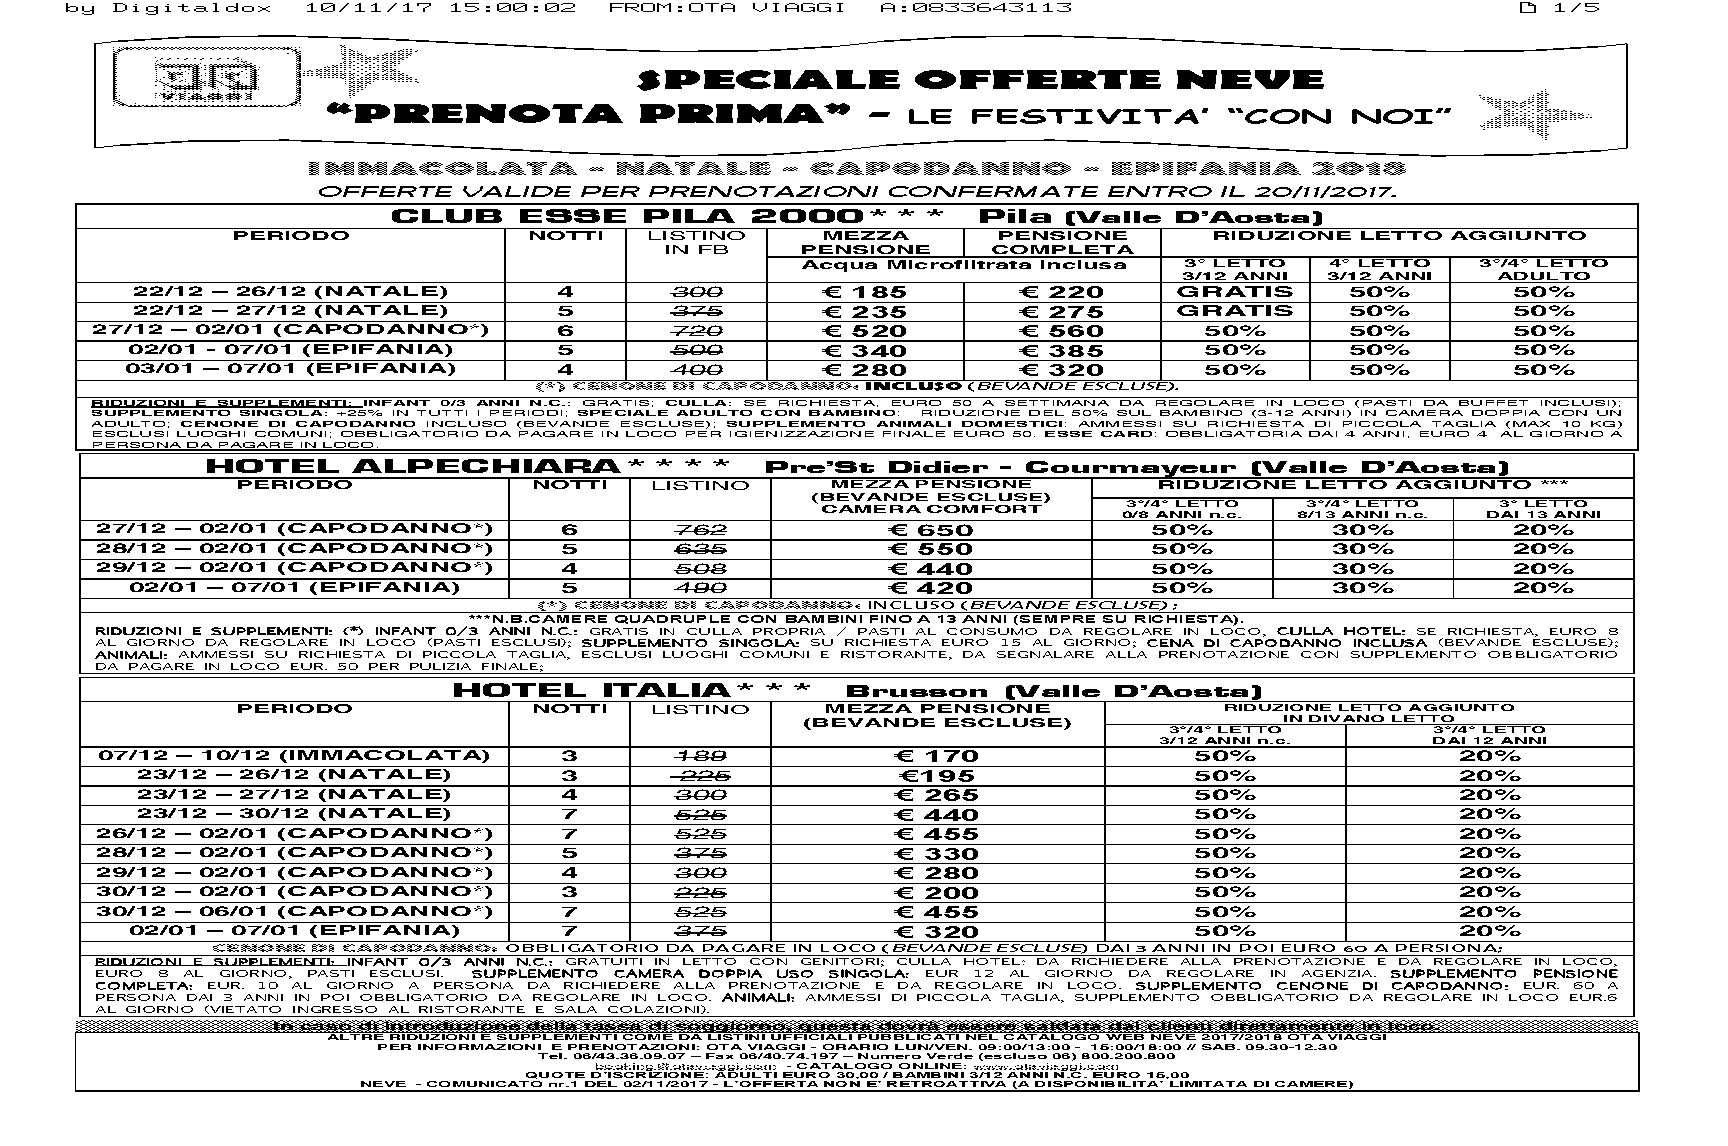 by Digitaldox 10/11/17 15:00:02 FROM:OTA VIAGGI A:0833643113 1/5
VIAGGI
SPECIALE OFFERTE NEVE
“PRENOTA PRIMA” – LE FESTIVITA’ “CON NOI”
IMMACOLATA – NATALE – CAPODANNO – EPIFANIA 2018
OFFERTE VALIDE PER PRENOTAZIONI CONFERMATE ENTRO IL 20/11/2017.
CLUB ESSE PILA 2000*** Pila (Valle D’Aosta)
PERIODO NOTTI LISTINO IN FB MEZZA PENSIONE PENSIONE COMPLETA RIDUZIONE LETTO AGGIUNTO
Acqua Microfiltrata Inclusa 3° LETTO 3/12 ANNI 4° LETTO 3/12 ANNI 3°/4° LETTO ADULTO
22/12 – 26/12 (NATALE) 4 300 € 185 € 220 GRATIS 50% 50%
22/12 – 27/12 (NATALE) 5 375 € 235 € 275 GRATIS 50% 50%
27/12 – 02/01 (CAPODANNO*) 6 720 € 520 € 560 50% 50% 50%
02/01 - 07/01 (EPIFANIA) 5 500 € 340 € 385 50% 50% 50%
03/01 – 07/01 (EPIFANIA) 4 400 € 280 € 320 50% 50% 50%
(*) CENONE DI CAPODANNO: INCLUSO (BEVANDE ESCLUSE).
RIDUZIONI E SUPPLEMENTI: INFANT 0/3 ANNI N.C.: GRATIS; CULLA: SE RICHIESTA, EURO 50 A SETTIMANA DA REGOLARE IN LOCO (PASTI DA BUFFET INCLUSI);
SUPPLEMENTO SINGOLA: +25% IN TUTTI I PERIODI; SPECIALE ADULTO CON BAMBINO: RIDUZIONE DEL 50% SUL BAMBINO (3-12 ANNI) IN CAMERA DOPPIA CON UN
ADULTO; CENONE DI CAPODANNO INCLUSO (BEVANDE ESCLUSE); SUPPLEMENTO ANIMALI DOMESTICI: AMMESSI SU RICHIESTA DI PICCOLA TAGLIA (MAX 10 KG)
ESCLUSI LUOGHI COMUNI; OBBLIGATORIO DA PAGARE IN LOCO PER IGIENIZZAZIONE FINALE EURO 50. ESSE CARD: OBBLIGATORIA DAI 4 ANNI, EURO 4 AL GIORNO A
PERSONA DA PAGARE IN LOCO.
HOTEL ALPECHIARA**** Pre’St Didier – Courmayeur (Valle D’Aosta)
PERIODO NOTTI LISTINO MEZZA PENSIONE (BEVANDE ESCLUSE) CAMERA COMFORT RIDUZIONE LETTO AGGIUNTO ***
3°/4° LETTO 0/8 ANNI n.c. 3°/4° LETTO 8/13 ANNI n.c. 3° LETTO DAI 13 ANNI
27/12 – 02/01 (CAPODANNO*) 6 762 € 650 50% 30% 20%
28/12 – 02/01 (CAPODANNO*) 5 635 € 550 50% 30% 20%
29/12 – 02/01 (CAPODANNO*) 4 508 € 440 50% 30% 20%
02/01 – 07/01 (EPIFANIA) 5 490 € 420 50% 30% 20%
(*) CENONE DI CAPODANNO: INCLUSO (BEVANDE ESCLUSE) ;
***N.B.CAMERE QUADRUPLE CON BAMBINI FINO A 13 ANNI (SEMPRE SU RICHIESTA).
RIDUZIONI E SUPPLEMENTI: (*) INFANT 0/3 ANNI N.C.: GRATIS IN CULLA PROPRIA / PASTI AL CONSUMO DA REGOLARE IN LOCO, CULLA HOTEL: SE RICHIESTA, EURO 8
AL GIORNO DA REGOLARE IN LOCO (PASTI ESCLUSI); SUPPLEMENTO SINGOLA: SU RICHIESTA EURO 15 AL GIORNO; CENA DI CAPODANNO INCLUSA (BEVANDE ESCLUSE);
ANIMALI: AMMESSI SU RICHIESTA DI PICCOLA TAGLIA, ESCLUSI LUOGHI COMUNI E RISTORANTE, DA SEGNALARE ALLA PRENOTAZIONE CON SUPPLEMENTO OBBLIGATORIO
DA PAGARE IN LOCO EUR. 50 PER PULIZIA FINALE;
HOTEL ITALIA*** Brusson (Valle D’Aosta)
PERIODO NOTTI LISTINO MEZZA PENSIONE (BEVANDE ESCLUSE) RIDUZIONE LETTO AGGIUNTO IN DIVANO LETTO
3°/4° LETTO 3/12 ANNI n.c. 3°/4° LETTO DAI 12 ANNI
07/12 – 10/12 (IMMACOLATA) 3 189 € 170 50% 20%
23/12 – 26/12 (NATALE) 3 225 €195 50% 20%
23/12 – 27/12 (NATALE) 4 300 € 265 50% 20%
23/12 – 30/12 (NATALE) 7 525 € 440 50% 20%
26/12 – 02/01 (CAPODANNO*) 7 525 € 455 50% 20%
28/12 – 02/01 (CAPODANNO*) 5 375 € 330 50% 20%
29/12 – 02/01 (CAPODANNO*) 4 300 € 280 50% 20%
30/12 – 02/01 (CAPODANNO*) 3 225 € 200 50% 20%
30/12 – 06/01 (CAPODANNO*) 7 525 € 455 50% 20%
02/01 – 07/01 (EPIFANIA) 7 375 € 320 50% 20%
CENONE DI CAPODANNO: OBBLIGATORIO DA PAGARE IN LOCO (BEVANDE ESCLUSE) DAI 3 ANNI IN POI EURO 60 A PERSIONA;
RIDUZIONI E SUPPLEMENTI: INFANT 0/3 ANNI N.C.: GRATUITI IN LETTO CON GENITORI; CULLA HOTEL: DA RICHIEDERE ALLA PRENOTAZIONE E DA REGOLARE IN LOCO,
EURO 8 AL GIORNO, PASTI ESCLUSI. SUPPLEMENTO CAMERA DOPPIA USO SINGOLA: EUR 12 AL GIORNO DA REGOLARE IN AGENZIA. SUPPLEMENTO PENSIONE
COMPLETA: EUR. 10 AL GIORNO A PERSONA DA RICHIEDERE ALLA PRENOTAZIONE E DA REGOLARE IN LOCO. SUPPLEMENTO CENONE DI CAPODANNO: EUR. 60 A
PERSONA DAI 3 ANNI IN POI OBBLIGATORIO DA REGOLARE IN LOCO. ANIMALI: AMMESSI DI PICCOLA TAGLIA, SUPPLEMENTO OBBLIGATORIO DA REGOLARE IN LOCO EUR.6
AL GIORNO (VIETATO INGRESSO AL RISTORANTE E SALA COLAZIONI).
In caso di introduzione della tassa di soggiorno, questa dovrà essere saldata dai clienti direttamente in loco.
ALTRE RIDUZIONI E SUPPLEMENTI COME DA LISTINI UFFICIALI PUBBLICATI NEL CATALOGO WEB NEVE 2017/2018 OTA VIAGGI
PER INFORMAZIONI E PRENOTAZIONI: OTA VIAGGI - ORARIO LUN/VEN. 09:00/13:00 - 15:00/18:00 // SAB. 09.30-12.30
Tel. 06/43.36.09.07 – Fax 06/40.74.197 – Numero Verde (escluso 06) 800.200.800
booking@otaviaggi.com - CATALOGO ONLINE: www.otaviaggi.com
QUOTE D’ISCRIZIONE: ADULTI EURO 30,00 / BAMBINI 3/12 ANNI N.C. EURO 15,00
NEVE - COMUNICATO nr.1 DEL 02/11/2017 - L’OFFERTA NON E’ RETROATTIVA (A DISPONIBILITA’ LIMITATA DI CAMERE)